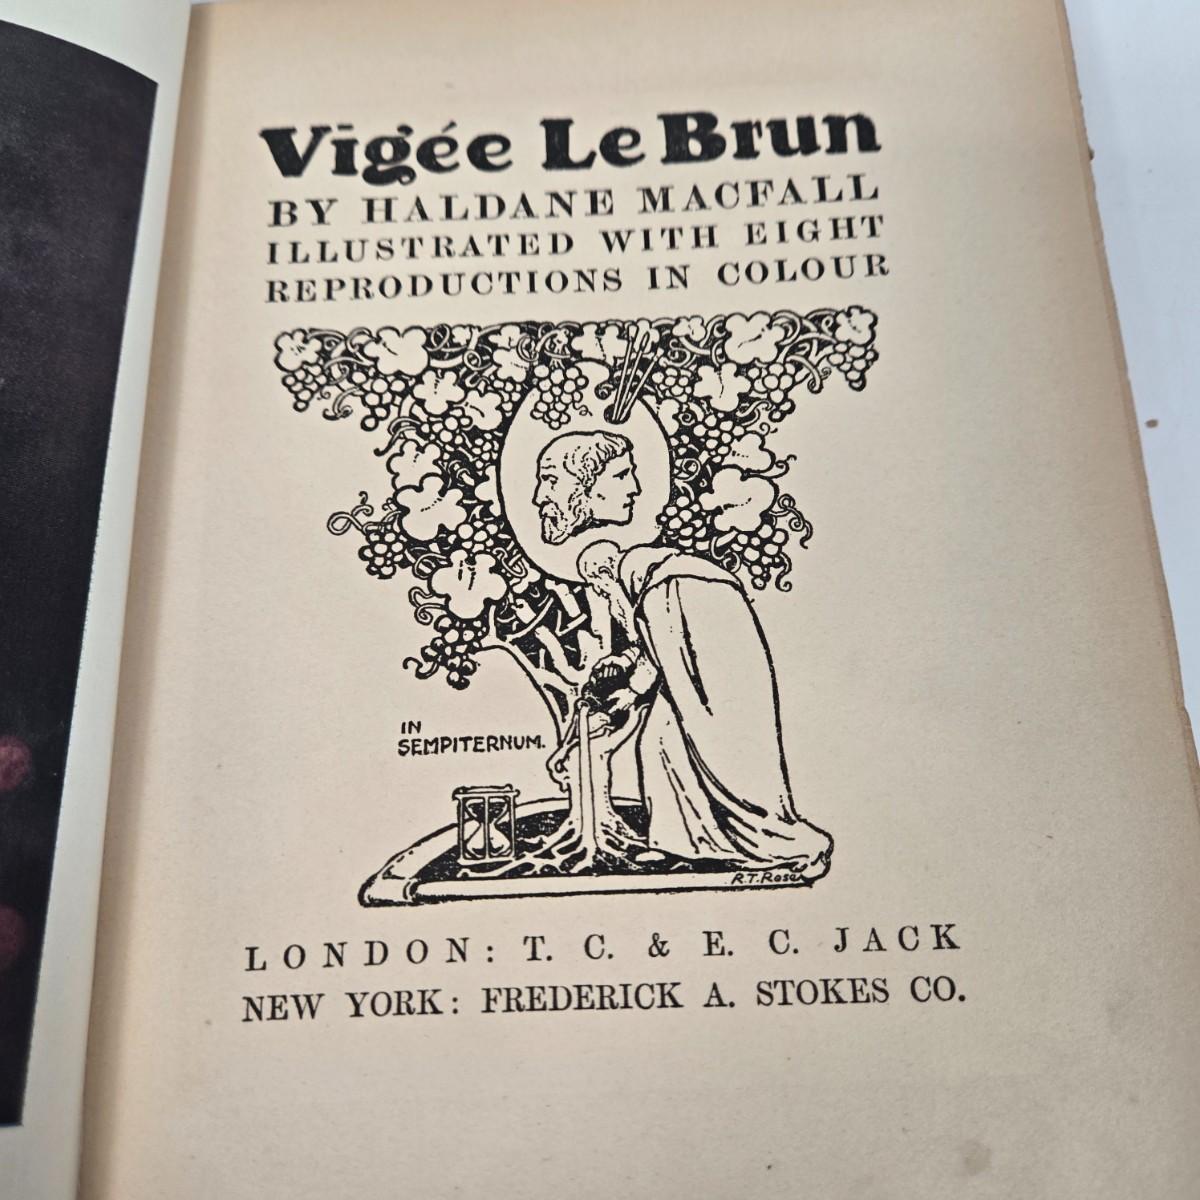 Vigée Le Brun
BY HALDANE MACFALL
ILLUSTRATED WITH EIGHT
REPRODUCTIONS IN COLOUR
IN
SEMPITERNUM.
R.T. Rose
LONDON: T. C. & E. C. JACK
NEW YORK: FREDERICK A. STOKES CO.